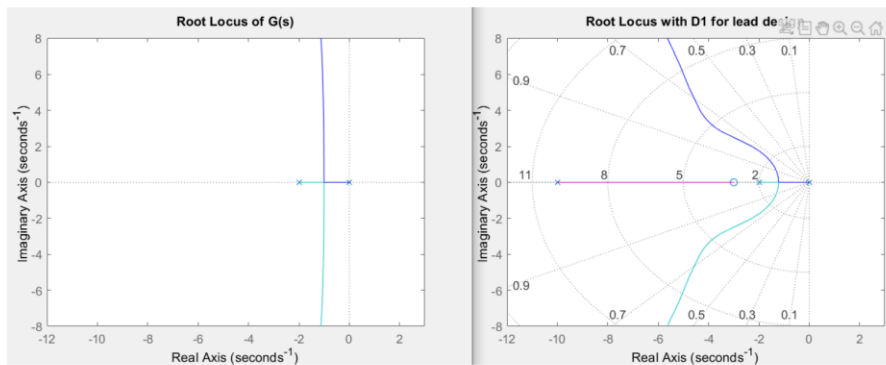 Root Locus of G(s)
8
6
4
2
0
-2
-4
-6
-8
Imaginary Axis (seconds-1)
-12 -10 -8 -6 -4 -2 0 2
Real Axis (seconds-1)
Root Locus with D1 for lead de
8
6
4
2
0
-2
-4
-6
-8
Imaginary Axis (seconds-1)
0.7 0.5 0.3 0.1
0.9
11 8 5 2
0.9
0.7 0.5 0.3 0.1
-12 -10 -8 -6 -4 -2 0 2
Real Axis (seconds-1)